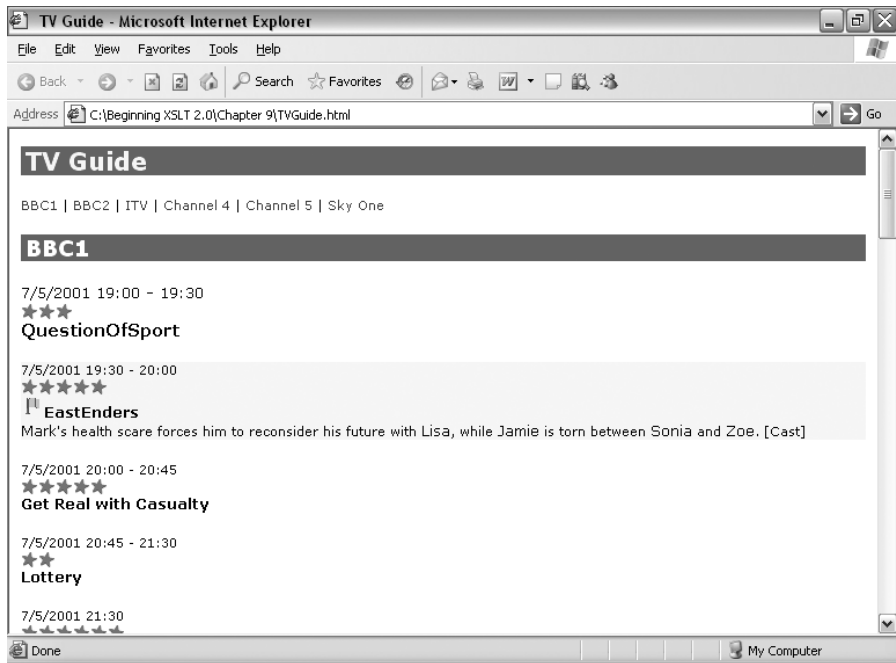 TV Guide - Microsoft Internet Explorer
File Edit View Favorites Tools Help
Back Search Favorites
Address C:\Beginning XSLT 2.0\Chapter 9\TVGuide.html Go
TV Guide
BBC1 | BBC2 | ITV | Channel 4 | Channel 5 | Sky One
BBC1
7/5/2001 19:00 - 19:30
QuestionOfSport
7/5/2001 19:30 - 20:00
EastEnders
Mark's health scare forces him to reconsider his future with Lisa, while Jamie is torn between Sonia and Zoe. [Cast]
7/5/2001 20:00 - 20:45
Get Real with Casualty
7/5/2001 20:45 - 21:30
Lottery
7/5/2001 21:30
Done My Computer